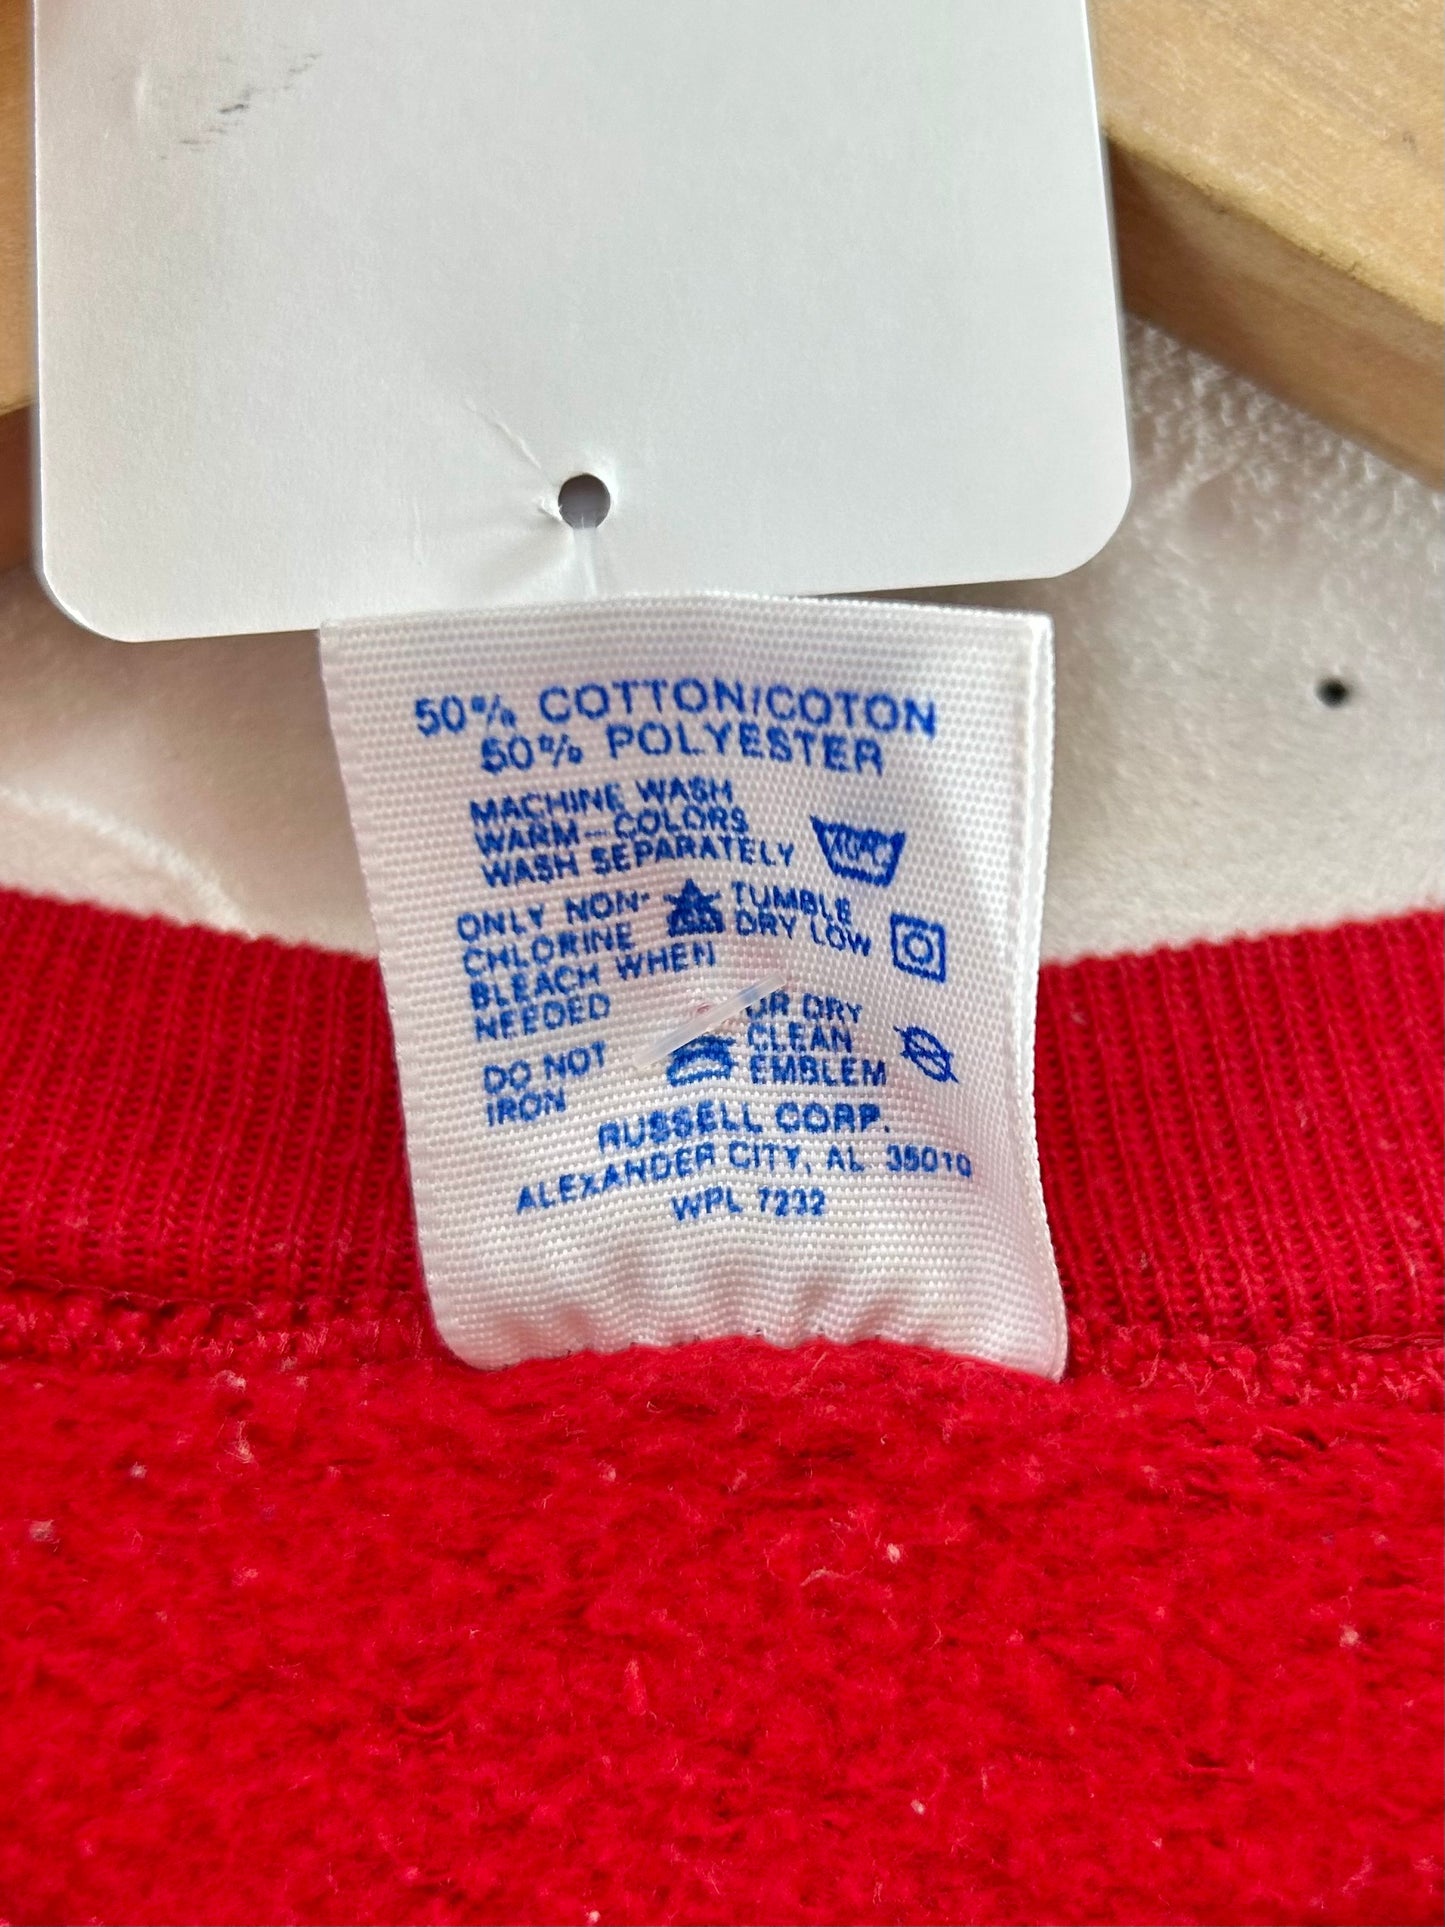 50% COTTON/COTON
50% POLYESTER
MACHINE WASH
WARM-COLORS
WASH SEPARATELY
40°C
ONLY NON-
CHLORINE
BLEACH WHEN
NEEDED
TUMBLE
DRY LOW
DO NOT
IRON
OR DRY
CLEAN
EMBLEM
RUSSELL CORP.
ALEXANDER CITY, AL 35010
WPL 7232